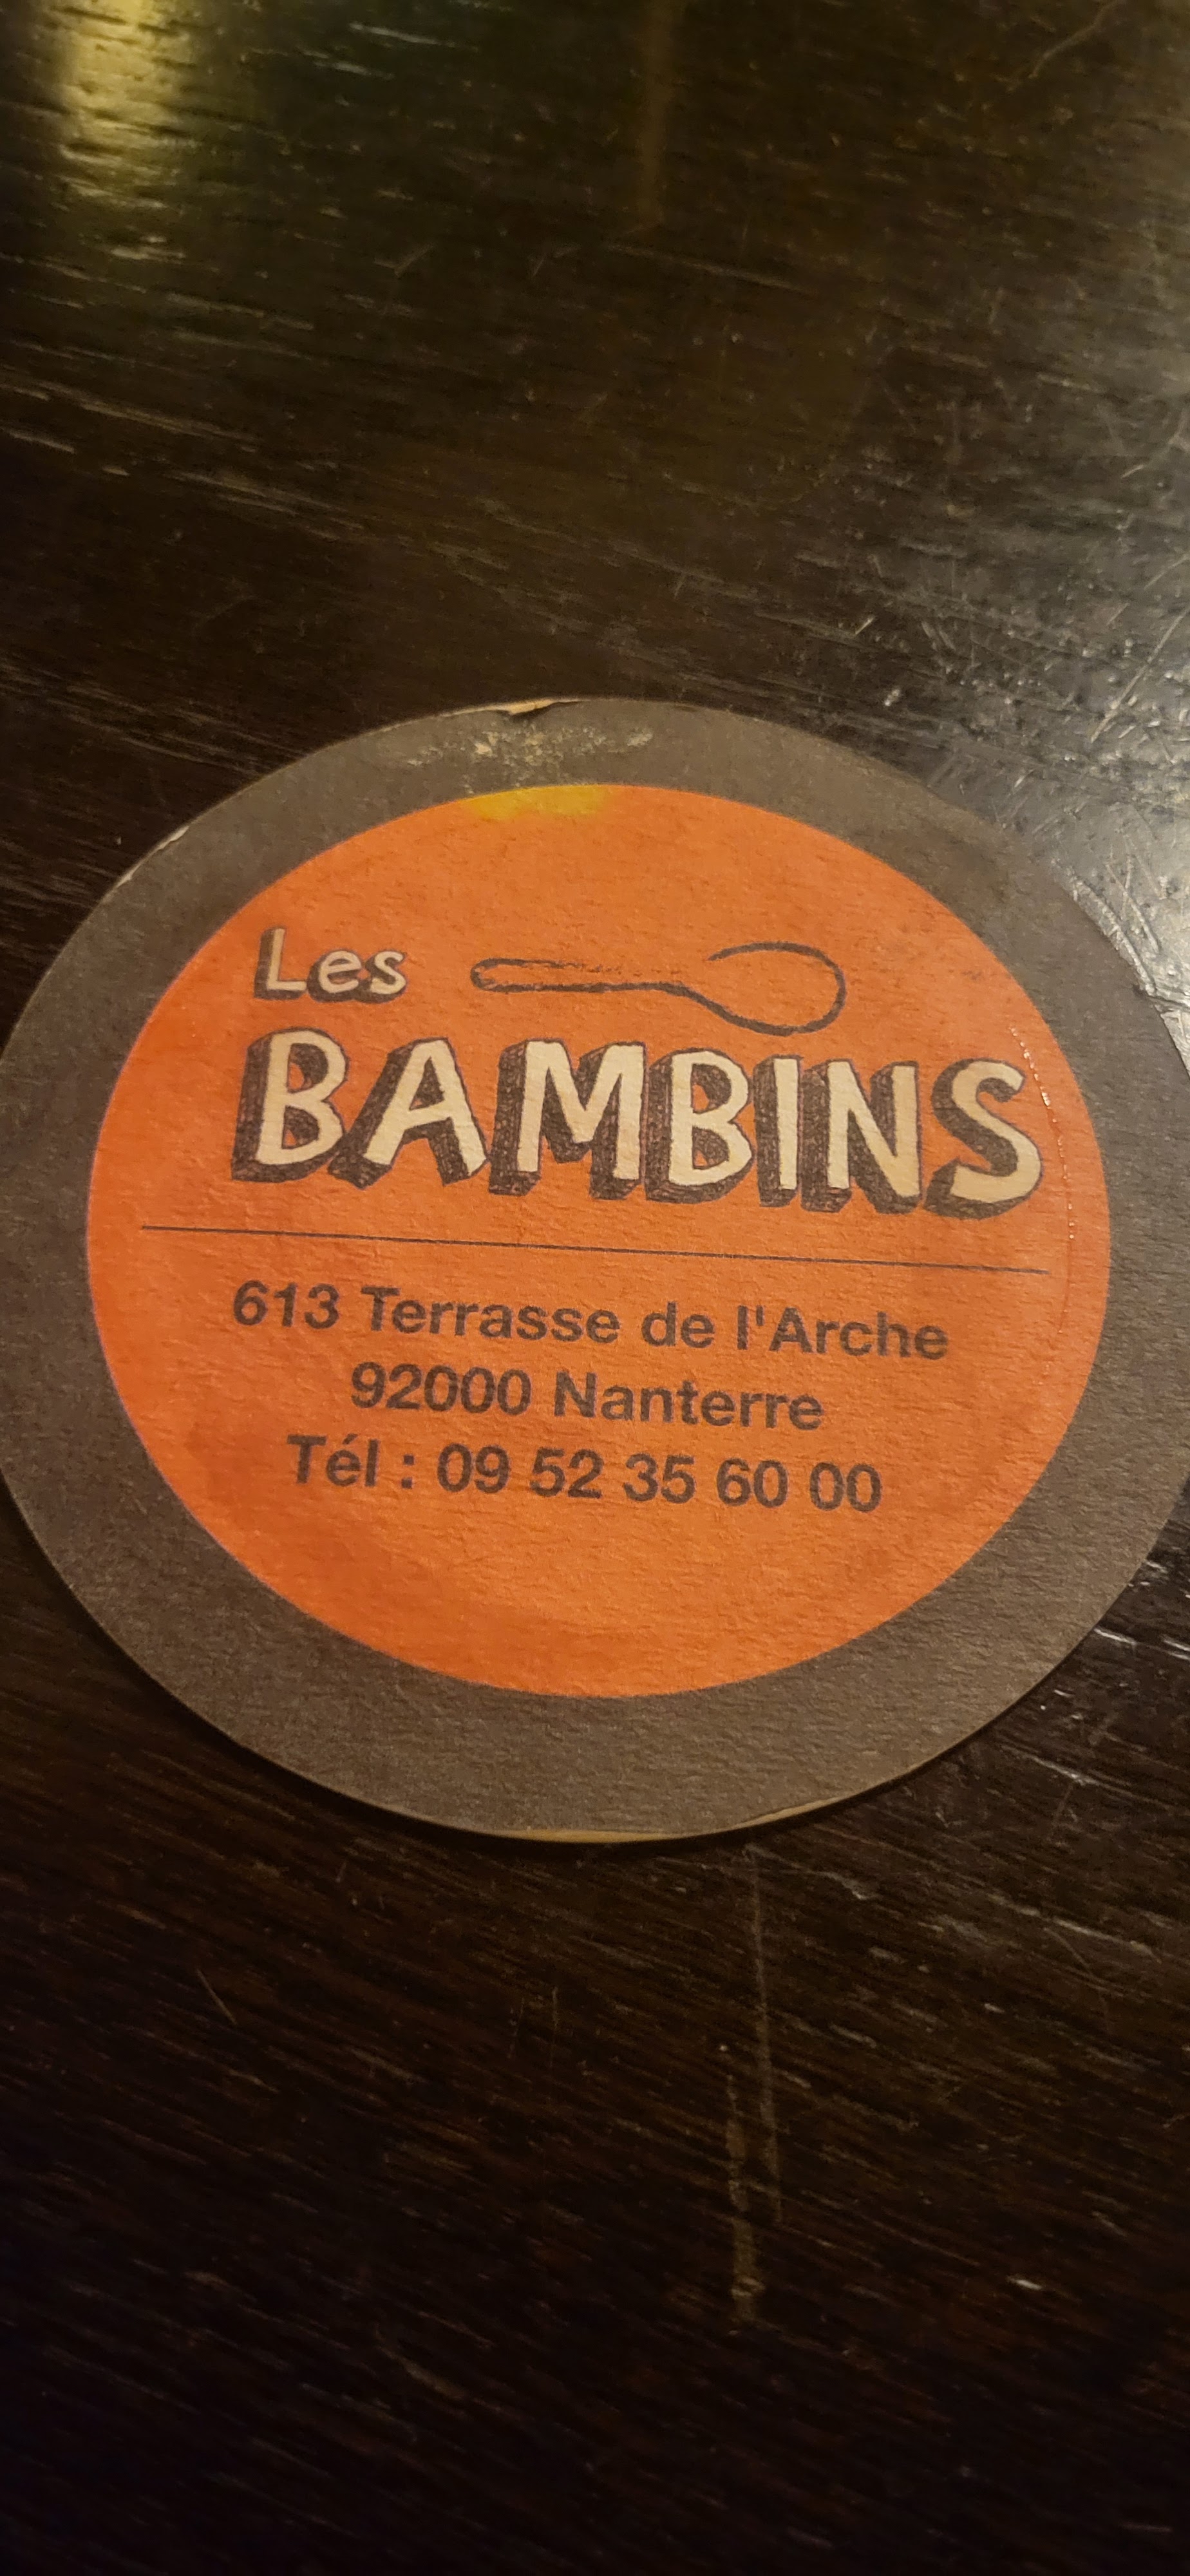 Les
BAMBINS
613 Terrasse de l'Arche
92000 Nanterre
Tél : 09 52 35 60 00